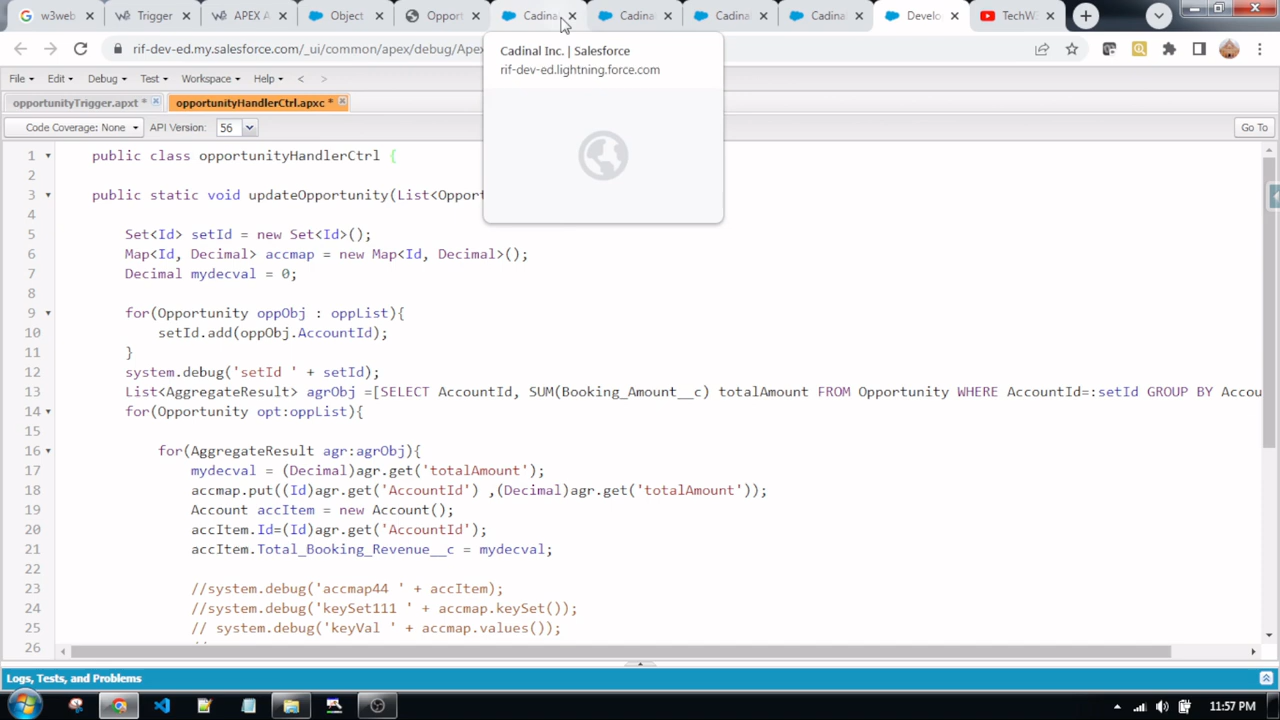 w3web
Trigger
APEX A
Object
Opport
Cadina
Cadina
Cadina
Cadina
Develo
TechW
rif-dev-ed.my.salesforce.com/_ui/common/apex/debug/Apex
Cadinal Inc. | Salesforce
rif-dev-ed.lightning.force.com
File
Edit
Debug
Test
Workspace
Help
<
>
opportunityTrigger.apxt *
opportunityHandlerCtrl.apxc *
Code Coverage: None
API Version:
56
Go To
1 public class opportunityHandlerCtrl {
2
3 public static void updateOpportunity(List<Opport
4
5 Set<Id> setId = new Set<Id>();
6 Map<Id, Decimal> accmap = new Map<Id, Decimal>();
7 Decimal mydecval = 0;
8
9 for(Opportunity oppObj : oppList){
10 setId.add(oppObj.AccountId);
11 }
12 system.debug('setId ' + setId);
13 List<AggregateResult> agrObj =[SELECT AccountId, SUM(Booking_Amount__c) totalAmount FROM Opportunity WHERE AccountId=:setId GROUP BY Accou
14 for(Opportunity opt:oppList){
15
16 for(AggregateResult agr:agrObj){
17 mydecval = (Decimal)agr.get('totalAmount');
18 accmap.put((Id)agr.get('AccountId') ,(Decimal)agr.get('totalAmount'));
19 Account accItem = new Account();
20 accItem.Id=(Id)agr.get('AccountId');
21 accItem.Total_Booking_Revenue__c = mydecval;
22
23 //system.debug('accmap44 ' + accItem);
24 //system.debug('keySet111 ' + accmap.keySet());
25 // system.debug('keyVal ' + accmap.values());
26
Logs, Tests, and Problems
11:57 PM